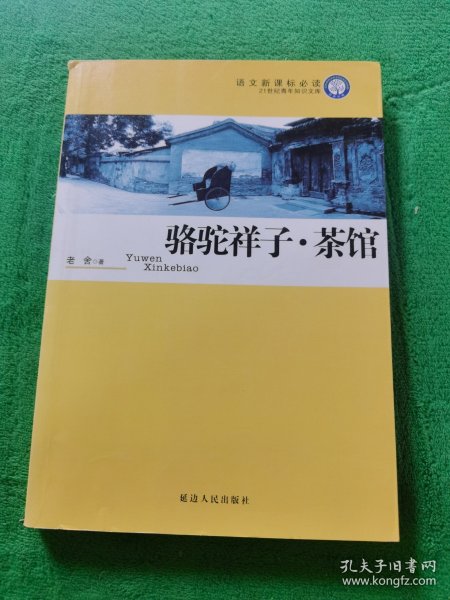 语文新课标必读
21世纪青年知识文库
骆驼祥子·茶馆
老舍◎著
Yuwen
Xinkebiao
延边人民出版社
孔夫子旧书网
www.kongfz.com